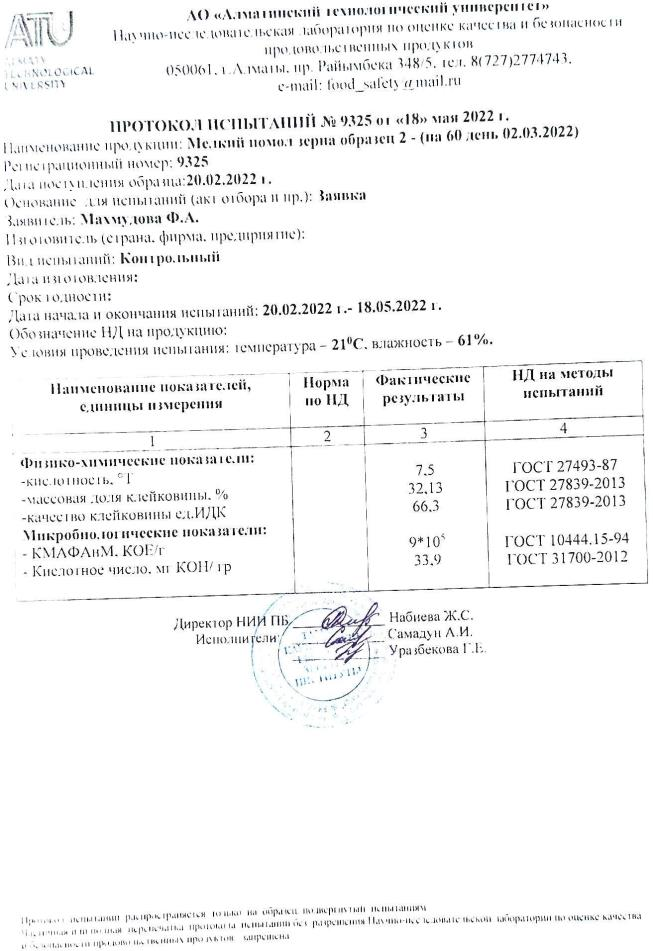 АО «Алматинский технологический университет»
Научно-исследовательская лаборатория по оценке качества и безопасности
продовольственных продуктов
050061, г.Алматы, пр. Райымбека 348/5, тел. 8(727)2774743,
e-mail: food_safety@mail.ru
ATU
ALMATY
TECHNOLOGICAL
UNIVERSITY
ПРОТОКОЛ ИСПЫТАНИЙ № 9325 от «18» мая 2022 г.
Наименование продукции: Мелкий помол зерна образец 2 - (на 60 день 02.03.2022)
Регистрационный номер: 9325
Дата поступления образца:20.02.2022 г.
Основание для испытаний (акт отбора и пр.): Заявка
Заявитель: Махмудова Ф.А.
Изготовитель (страна, фирма, предприятие):
Вид испытаний: Контрольный
Дата изготовления:
Срок годности:
Дата начала и окончания испытаний: 20.02.2022 г.- 18.05.2022 г.
Обозначение НД на продукцию:
Условия проведения испытания: температура – 21⁰С, влажность – 61%.
Наименование показателей, Норма Фактические НД на методы
единицы измерения по НД результаты испытаний
1 2 3 4
Физико-химические показатели:
-кислотность, °Т 7,5 ГОСТ 27493-87
-массовая доля клейковины, % 32,13 ГОСТ 27839-2013
-качество клейковины ед.ИДК 66,3 ГОСТ 27839-2013
Микробиологические показатели:
- КМАФАнМ, КОЕ/г 9*10⁵ ГОСТ 10444.15-94
- Кислотное число, мг КОН/ гр 33,9 ГОСТ 31700-2012
Директор НИИ ПБ Набиева Ж.С.
Исполнители Самадун А.И.
Уразбекова Г.Е.
Протокол испытаний распространяется только на образец, подвергнутый испытаниям
Частичная или полная перепечатка протокола испытаний без разрешения Научно-исследовательской лаборатории по оценке качества
и безопасности продовольственных продуктов запрещена